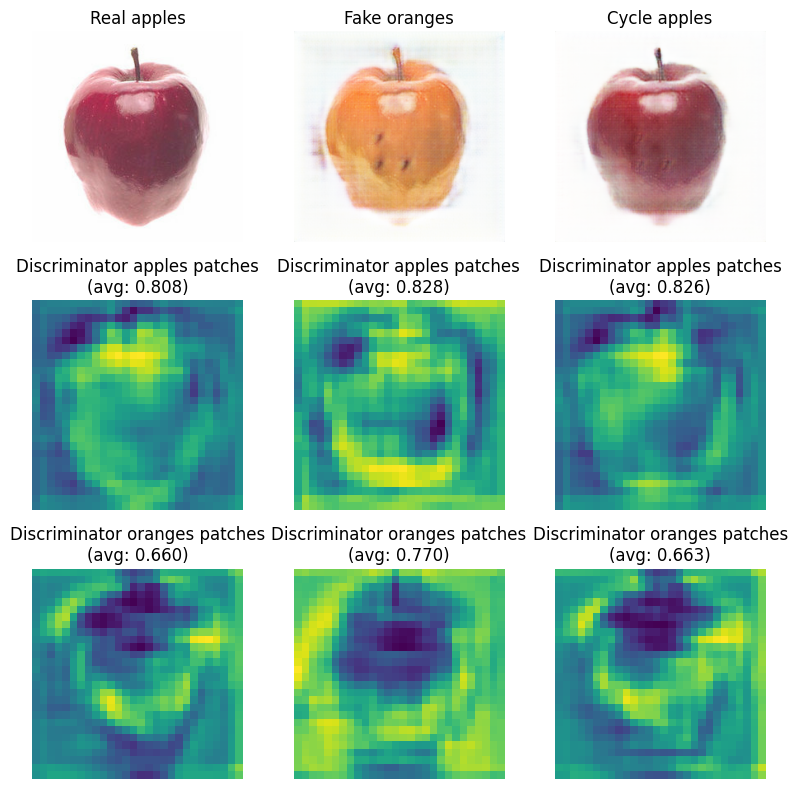 Real apples
Fake oranges
Cycle apples
Discriminator apples patches
(avg: 0.808)
Discriminator apples patches
(avg: 0.828)
Discriminator apples patches
(avg: 0.826)
Discriminator oranges patches
(avg: 0.660)
Discriminator oranges patches
(avg: 0.770)
Discriminator oranges patches
(avg: 0.663)